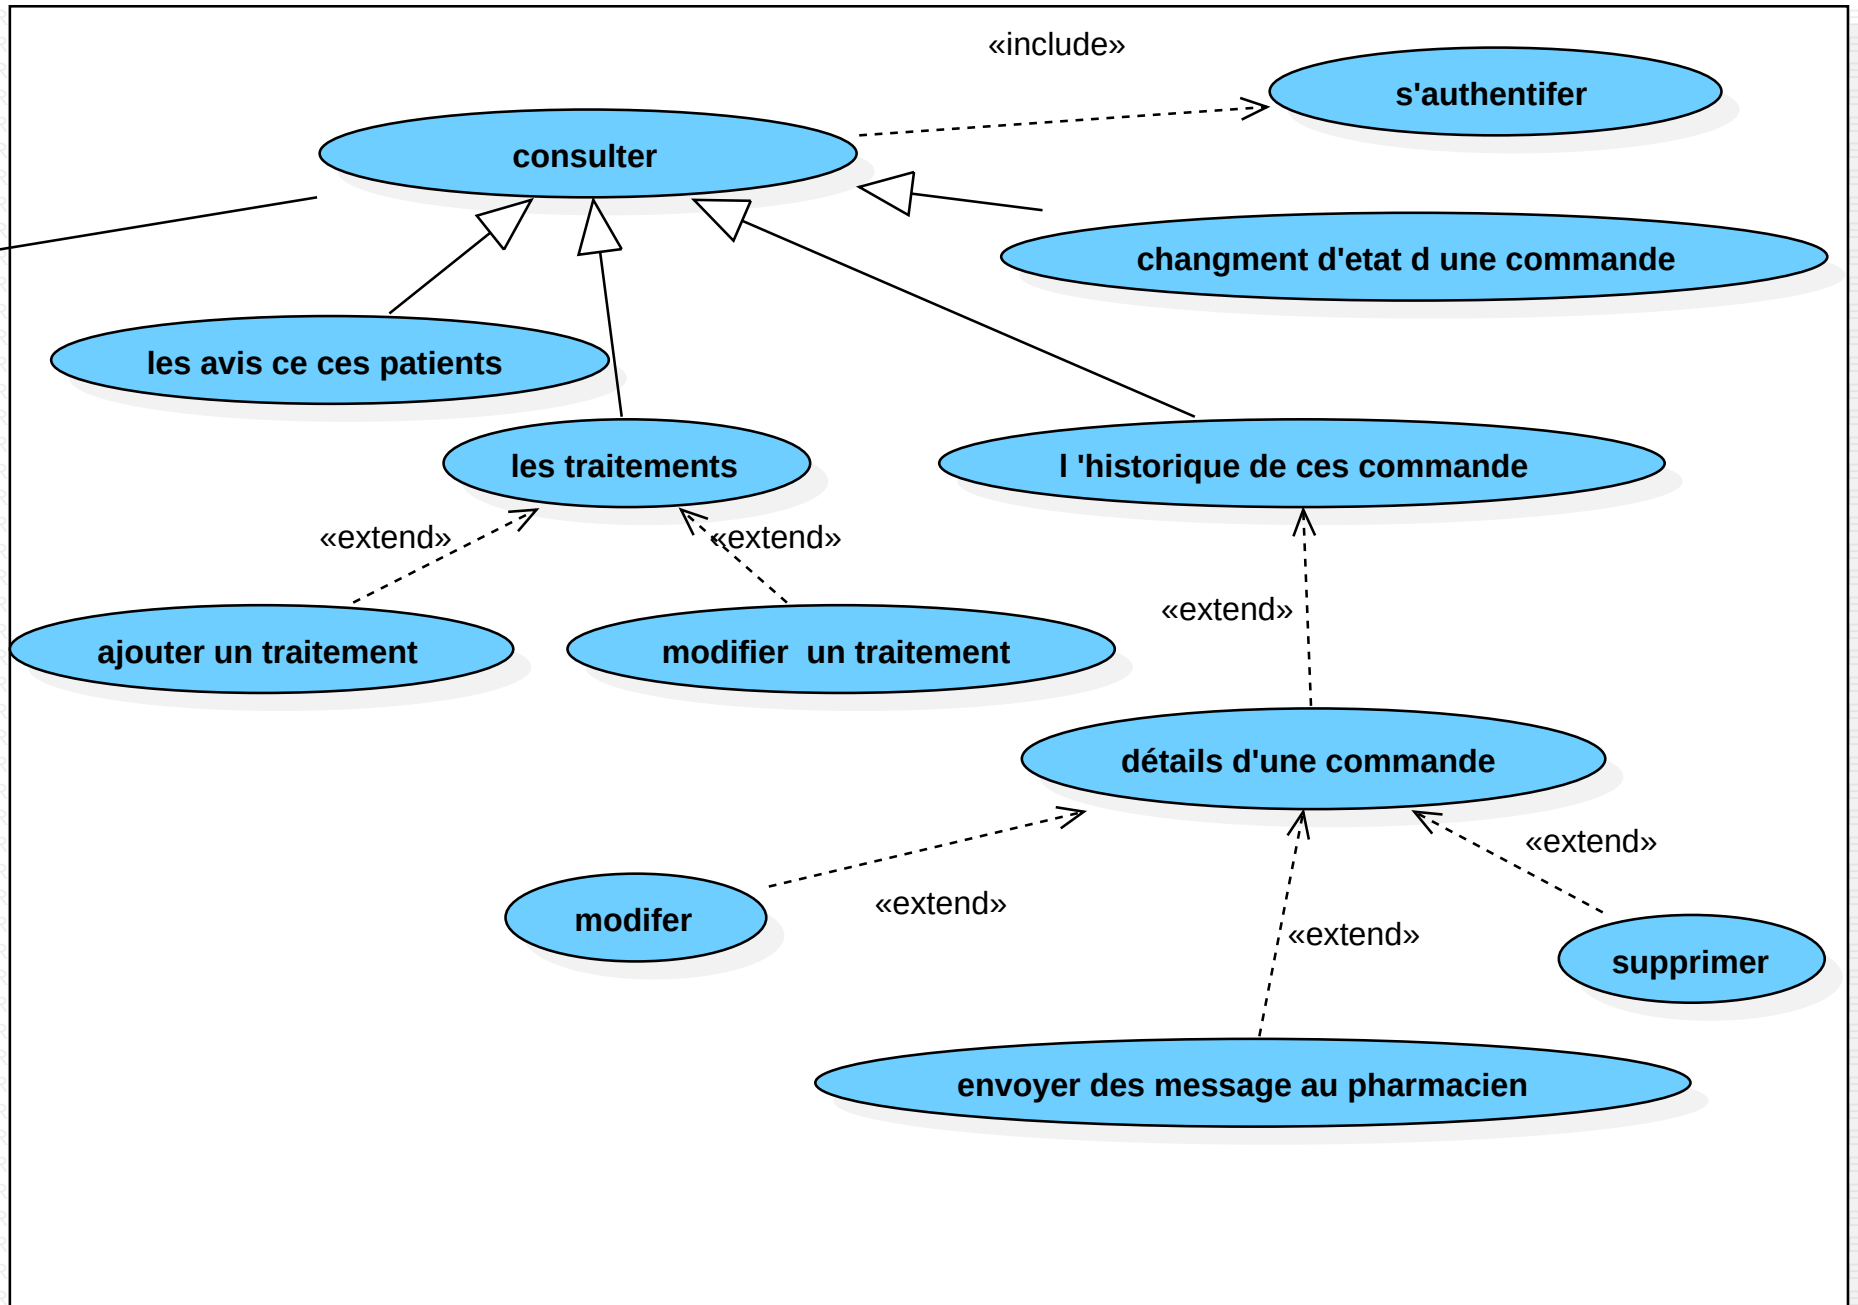 «include»
s'authentifer
consulter
changment d'etat d une commande
les avis ce ces patients
les traitements
l 'historique de ces commande
«extend»
«extend»
«extend»
ajouter un traitement
modifier  un traitement
détails d'une commande
«extend»
«extend»
modifer
«extend»
supprimer
envoyer des message au pharmacien